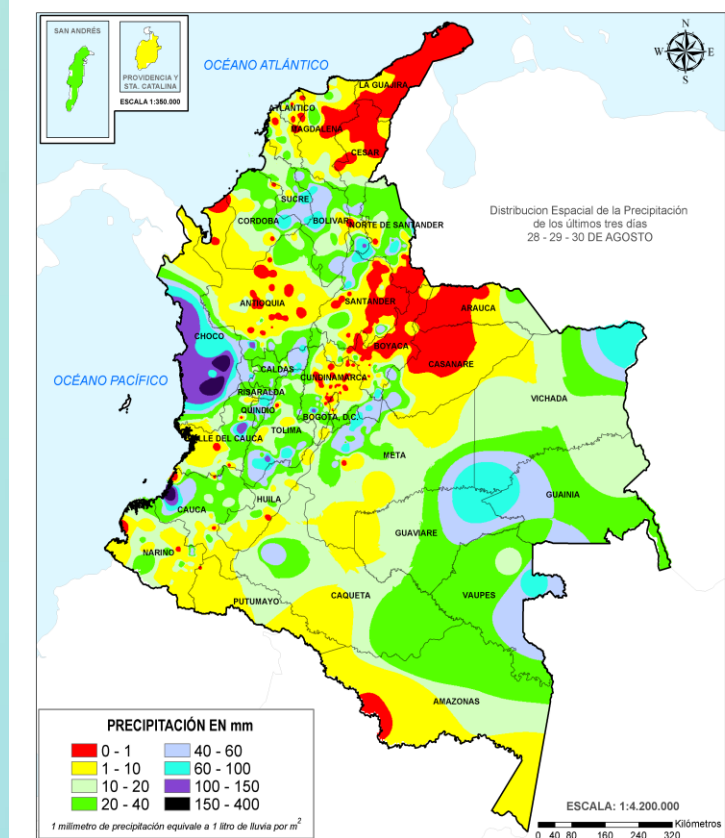 SAN ANDRÉS
PROVIDENCIA Y
STA. CATALINA
ESCALA 1:350.000
OCÉANO ATLÁNTICO
N
W E
S
LA GUAJIRA
ATLANTICO
MAGDALENA
CESAR
SUCRE
CORDOBA
BOLIVAR
NORTE DE SANTANDER
Distribucion Espacial de la Precipitación
de los últimos tres días
28 - 29 - 30 DE AGOSTO
ANTIOQUIA
SANTANDER
ARAUCA
CHOCO
BOYACA
CASANARE
OCÉANO PACÍFICO
CALDAS
CUNDINAMARCA
RISARALDA
QUINDIO
BOGOTA, D.C.
VICHADA
TOLIMA
VALLE DEL CAUCA
META
CAUCA
HUILA
GUAINIA
GUAVIARE
NARIÑO
PUTUMAYO
CAQUETA
VAUPES
AMAZONAS
PRECIPITACIÓN EN mm
0 - 1 40 - 60
1 - 10 60 - 100
10 - 20 100 - 150
20 - 40 150 - 400
1 milímetro de precipitación equivale a 1 litro de lluvia por m²
ESCALA: 1:4.200.000
Kilómetros
0 40 80 160 240 320